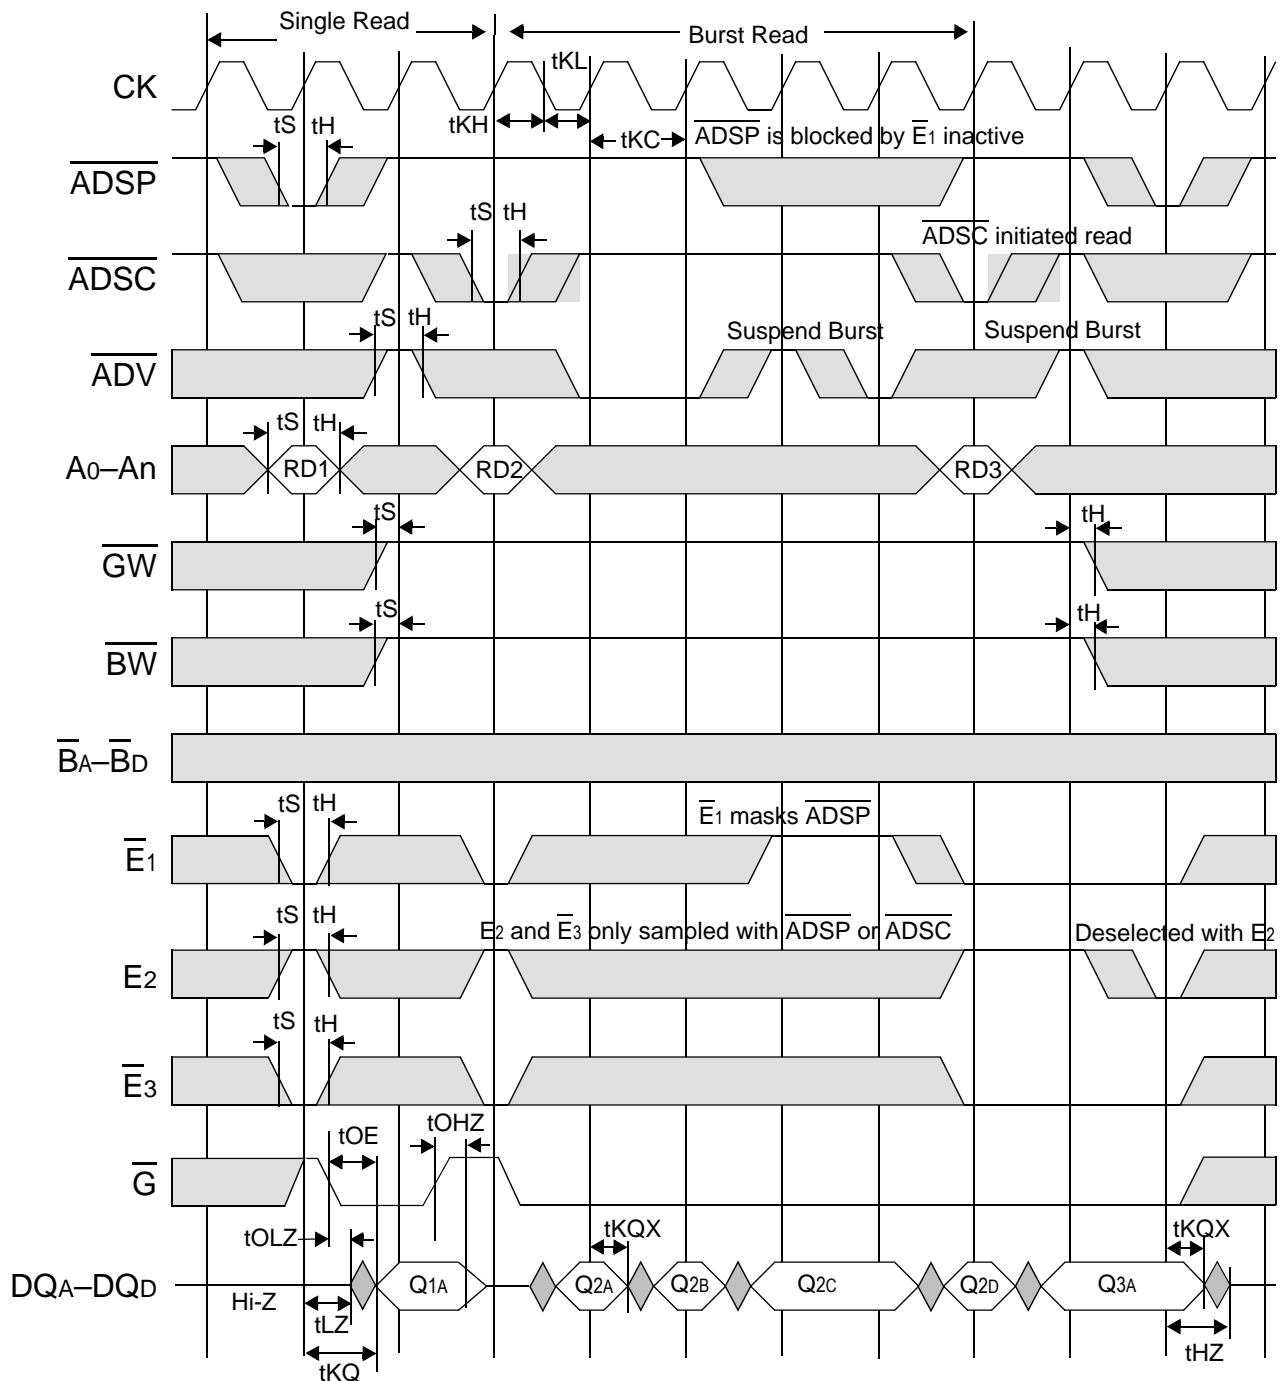 Single Read
Burst Read
CK
tKL
tKH
tKC
ADSP is blocked by E1 inactive
tS tH
ADSP
tS tH
ADSC initiated read
ADSC
tS tH
Suspend Burst
Suspend Burst
ADV
tS tH
A0–An
RD1
RD2
RD3
tS
tH
GW
tS
tH
BW
BA–BD
tS tH
E1 masks ADSP
E1
tS tH
E2 and E3 only sampled with ADSP or ADSC
Deselected with E2
E2
tS tH
E3
tOE
tOHZ
G
tOLZ
tKQX
tKQX
DQA–DQD
Q1A
Q2A
Q2B
Q2C
Q2D
Q3A
Hi-Z
tLZ
tHZ
tKQ